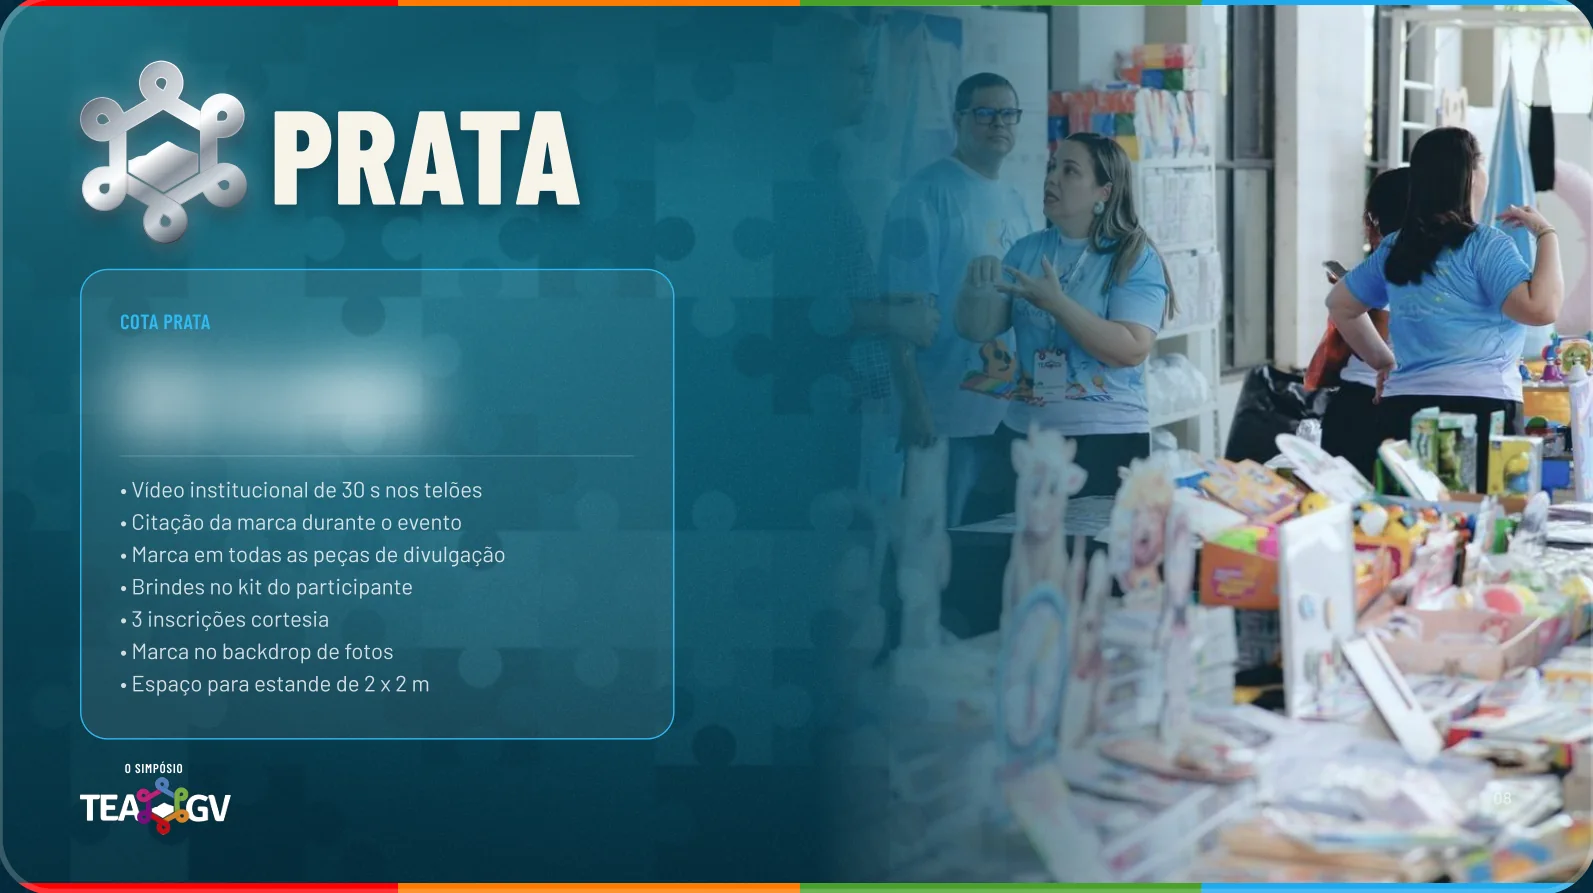 PRATA
COTA PRATA
• Vídeo institucional de 30 s nos telões
• Citação da marca durante o evento
• Marca em todas as peças de divulgação
• Brindes no kit do participante
• 3 inscrições cortesia
• Marca no backdrop de fotos
• Espaço para estande de 2 x 2 m
O SIMPÓSIO
TEA GV
06